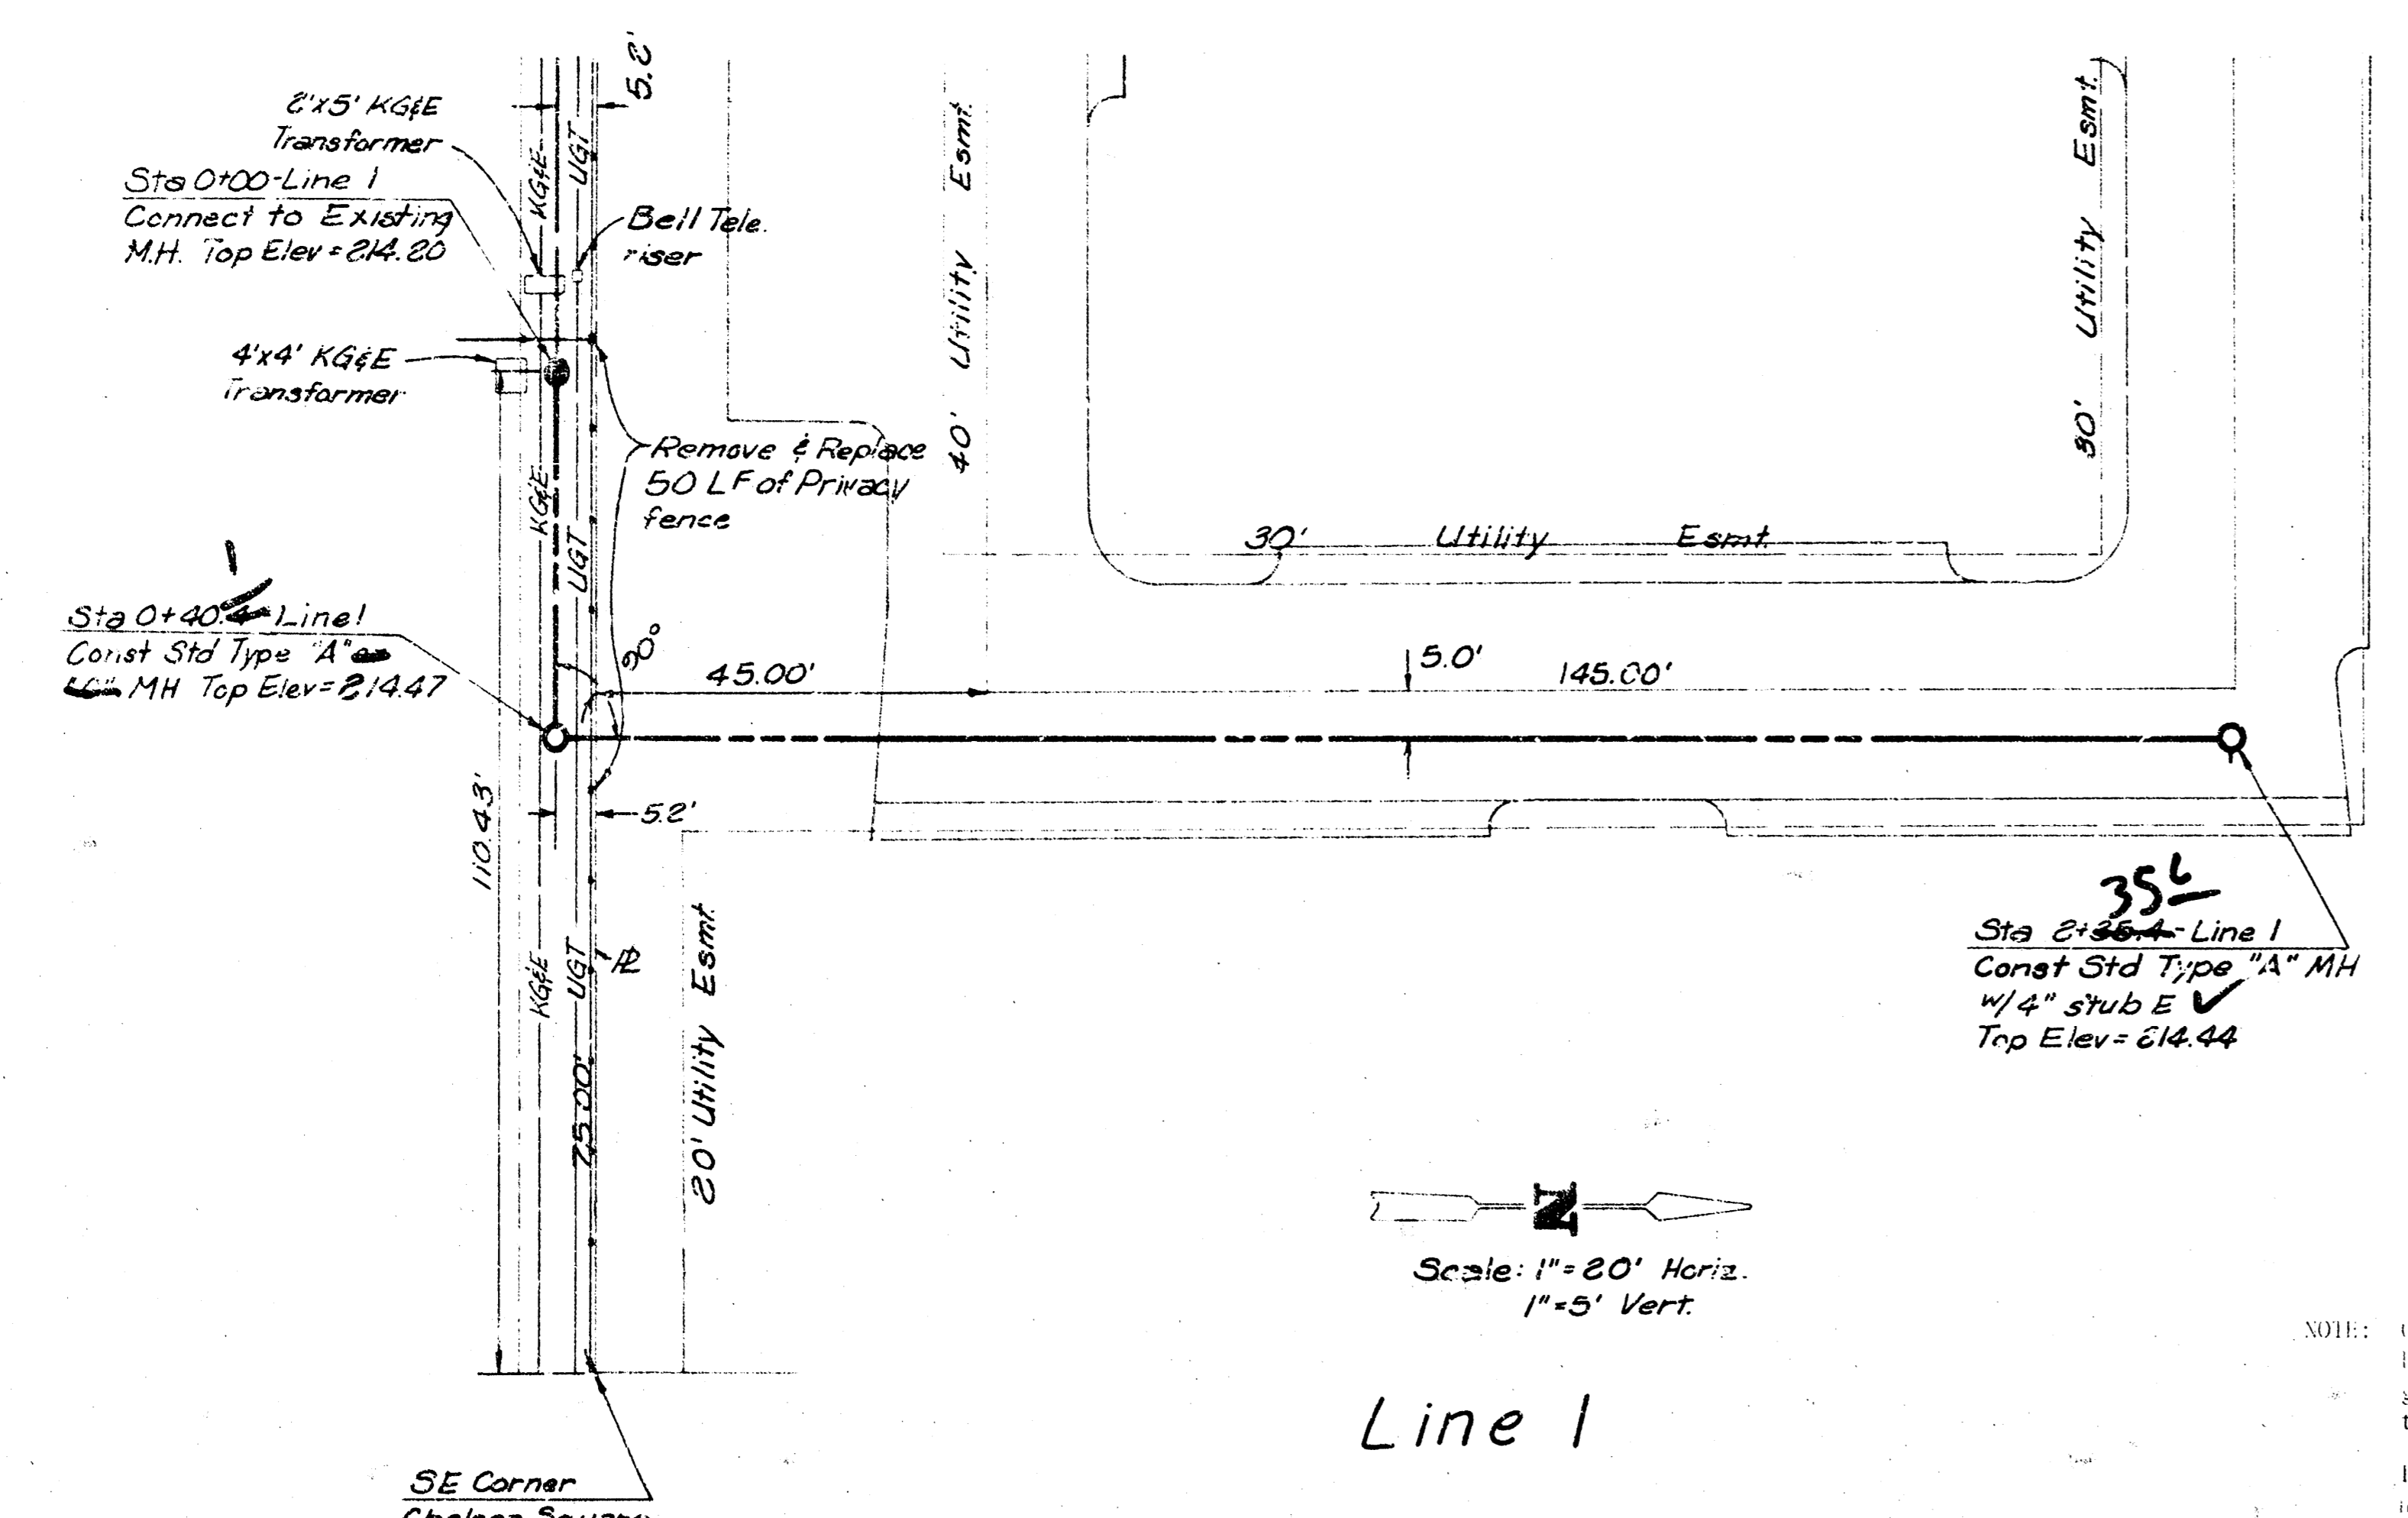 5.2'
2'x5' KG&E
Transformer
Sta 0+00-Line 1
Connect to Existing
M.H. Top Elev = 214.20
KG&E
UGT
Bell Tele.
riser
4'x4' KG&E
Transformer
Remove & Replace
50 LF of Privacy
fence
KG&E
UGT
40' Utility Esmt.
30' Utility Esmt.
30' Utility Esmt.
1
Sta 0+40.4-Line 1
Const Std Type "A" or
MH Top Elev = 214.47
90°
45.00'
5.0'
145.00'
110.43'
5.2'
KG&E
UGT
PL
75.00'
20' Utility Esmt.
35 6
Sta 2+35.4-Line 1
Const Std Type "A" MH
w/ 4" stub E ✓
Top Elev = 214.44
N
Scale: 1"=20' Horiz.
1"=5' Vert.
NOTE:
Line 1
SE Corner
Chelsea Square